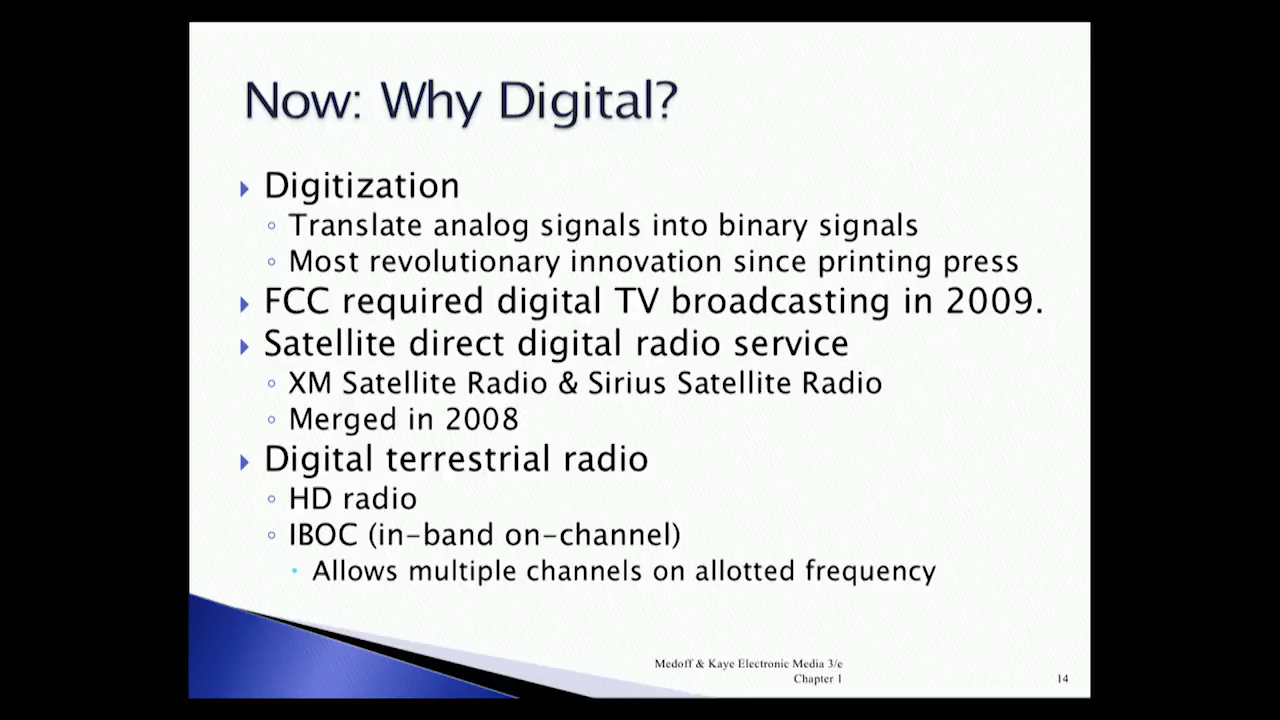 Now: Why Digital?
Digitization
Translate analog signals into binary signals
Most revolutionary innovation since printing press
FCC required digital TV broadcasting in 2009.
Satellite direct digital radio service
XM Satellite Radio & Sirius Satellite Radio
Merged in 2008
Digital terrestrial radio
HD radio
IBOC (in-band on-channel)
Allows multiple channels on allotted frequency
Medoff & Kaye Electronic Media 3/e
Chapter 1
14